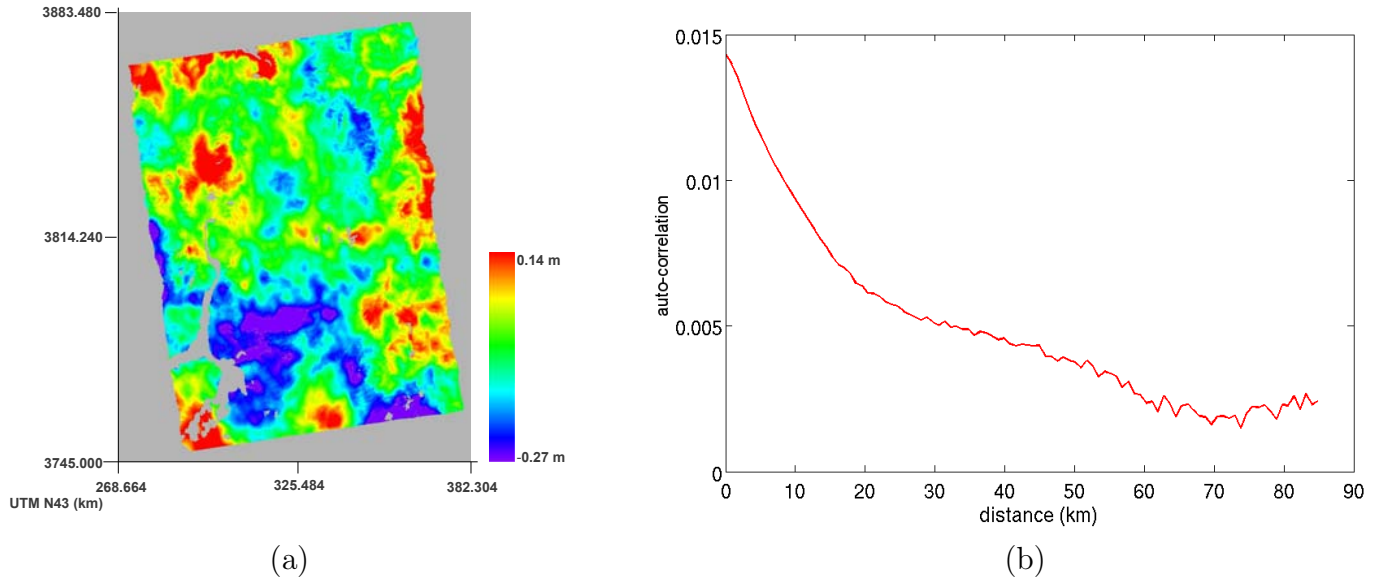 3883.480
3814.240
3745.000
268.664
325.484
382.304
UTM N43 (km)
0.14 m
-0.27 m
(a)
0.015
0.01
0.005
0
auto-correlation
0 10 20 30 40 50 60 70 80 90
distance (km)
(b)